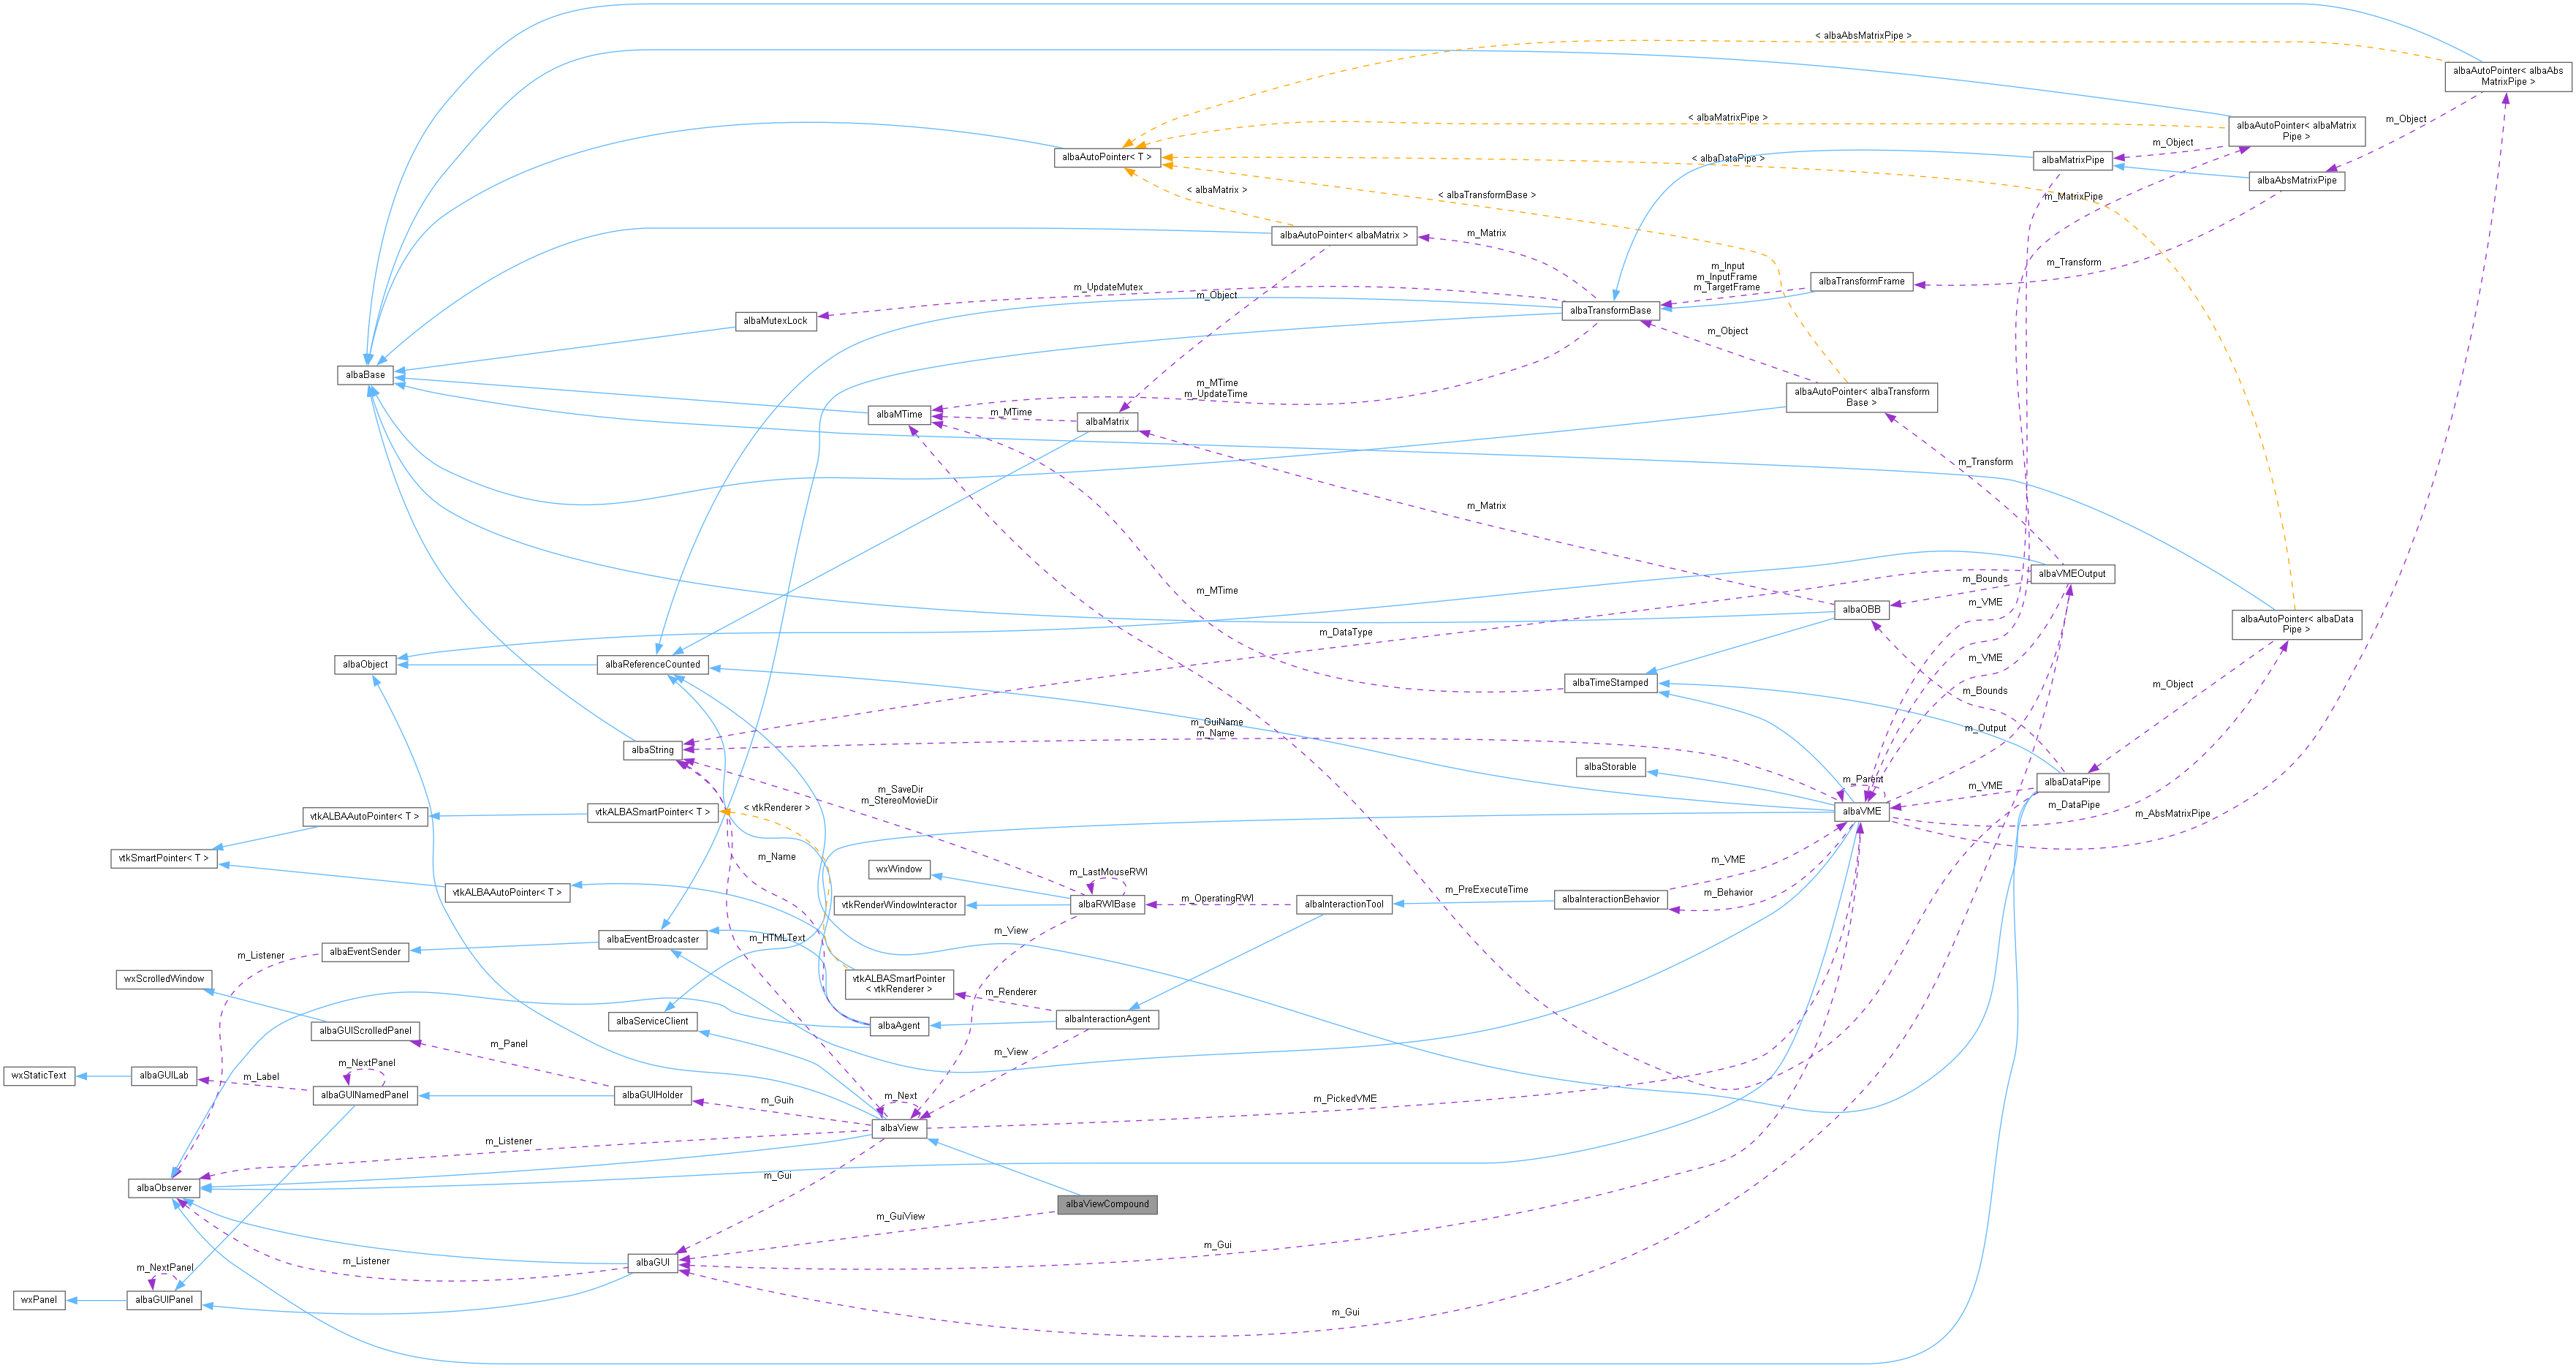 < albaAbsMatrixPipe >
albaAutoPointer< albaAbs
MatrixPipe >
< albaMatrixPipe >
m_Object
albaAutoPointer< albaMatrix
Pipe >
m_Object
albaAutoPointer< T >
< albaDataPipe >
albaMatrixPipe
albaAbsMatrixPipe
< albaMatrix >
< albaTransformBase >
m_MatrixPipe
albaAutoPointer< albaMatrix >
m_Matrix
m_Transform
m_Input
m_InputFrame
m_TargetFrame
albaTransformFrame
m_UpdateMutex
m_Object
albaTransformBase
albaMutexLock
m_Object
albaBase
m_MTime
m_UpdateTime
albaAutoPointer< albaTransform
Base >
albaMTime
m_MTime
albaMatrix
m_Transform
m_Matrix
albaVMEOutput
m_Bounds
m_MTime
m_VME
albaOBB
albaAutoPointer< albaData
Pipe >
m_DataType
albaObject
albaReferenceCounted
m_VME
albaTimeStamped
m_Object
m_Bounds
m_GuiName
m_Name
m_Output
albaString
albaStorable
m_Parent
albaDataPipe
m_VME
m_SaveDir
m_StereoMovieDir
< vtkRenderer >
vtkALBASmartPointer< T >
vtkALBAAutoPointer< T >
albaVME
m_DataPipe
m_AbsMatrixPipe
vtkSmartPointer< T >
m_Name
wxWindow
m_LastMouseRWI
m_VME
vtkALBAAutoPointer< T >
m_PreExecuteTime
m_Behavior
vtkRenderWindowInteractor
albaRWIBase
m_OperatingRWI
albaInteractionTool
albaInteractionBehavior
m_HTMLText
m_View
albaEventBroadcaster
albaEventSender
m_Listener
wxScrolledWindow
vtkALBASmartPointer
< vtkRenderer >
m_Renderer
albaServiceClient
albaAgent
albaInteractionAgent
albaGUIScrolledPanel
m_Panel
m_View
m_NextPanel
wxStaticText
albaGUILab
m_Label
albaGUINamedPanel
albaGUIHolder
m_Guih
m_Next
m_PickedVME
albaView
m_Listener
m_Gui
albaObserver
albaViewCompound
m_GuiView
m_Gui
m_Listener
albaGUI
m_NextPanel
wxPanel
albaGUIPanel
m_Gui